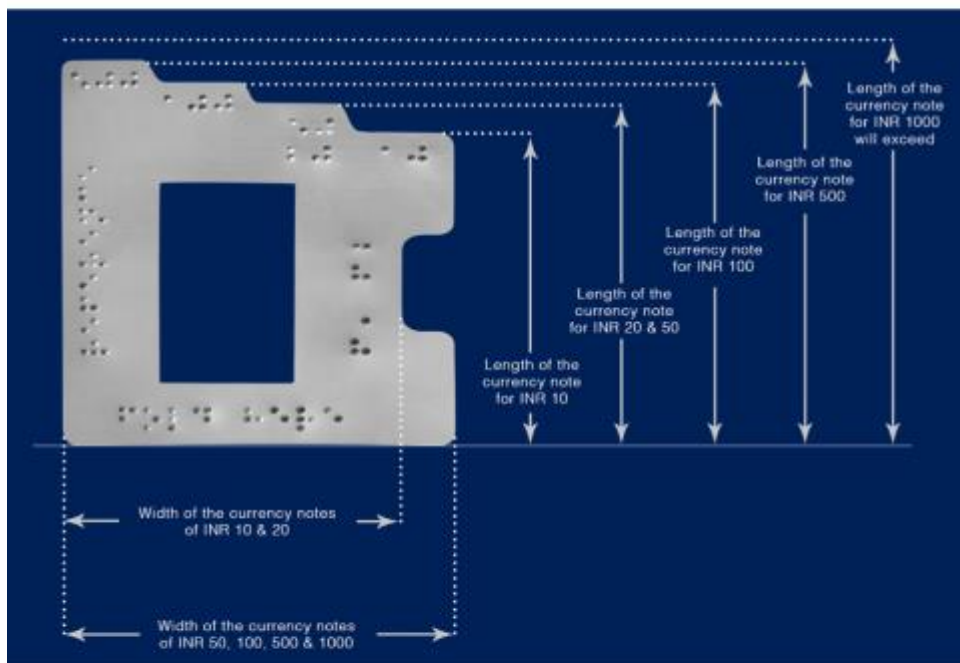 Length of the
currency note
for INR 1000
will exceed
Length of the
currency note
for INR 500
Length of the
currency note
for INR 100
Length of the
currency note
for INR 20 & 50
Length of the
currency note
for INR 10
Width of the currency notes
of INR 10 & 20
Width of the currency notes
of INR 50, 100, 500 & 1000